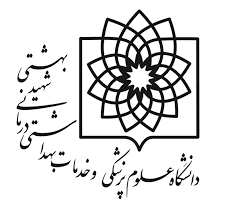 دانشگاه علوم پزشکی و خدمات بهداشتی درمانی شهید بهشتی